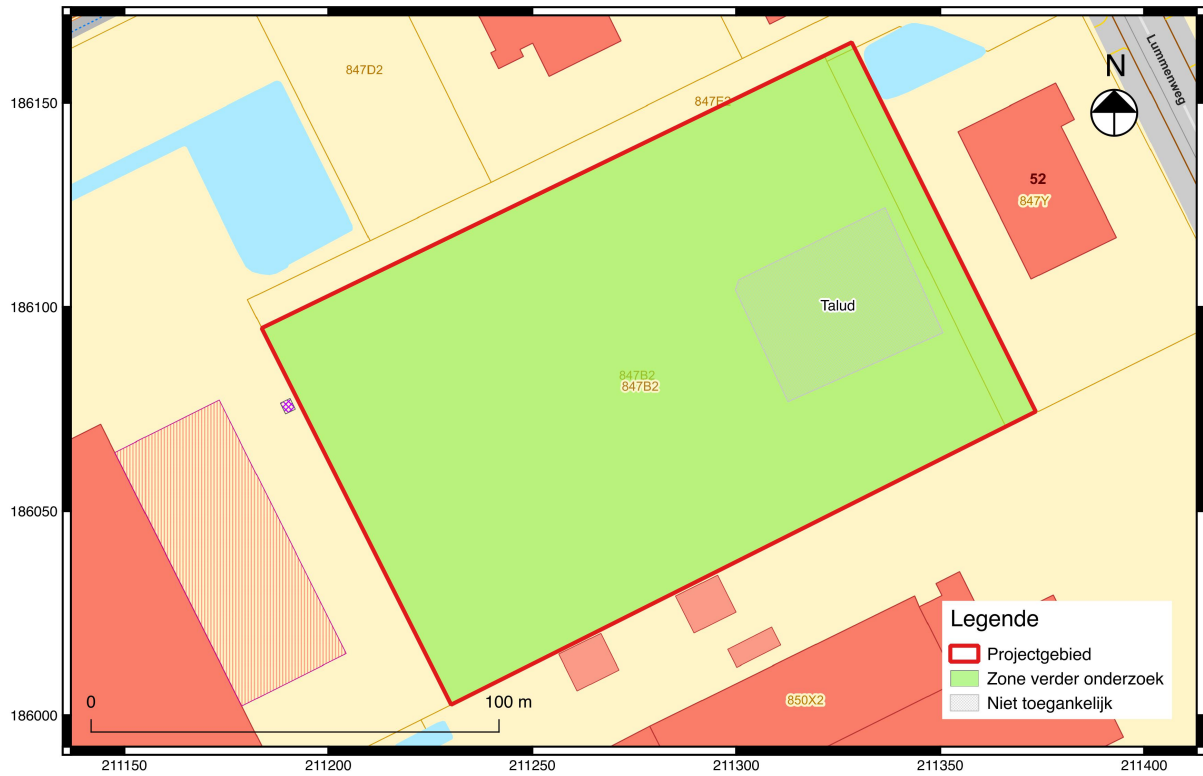 847D2
847E2
Lummenweg
N
186150
52
847Y
186100
Talud
847B2
847B2
186050
Legende
Projectgebied
Zone verder onderzoek
Niet toegankelijk
850X2
0
100 m
186000
211150
211200
211250
211300
211350
211400